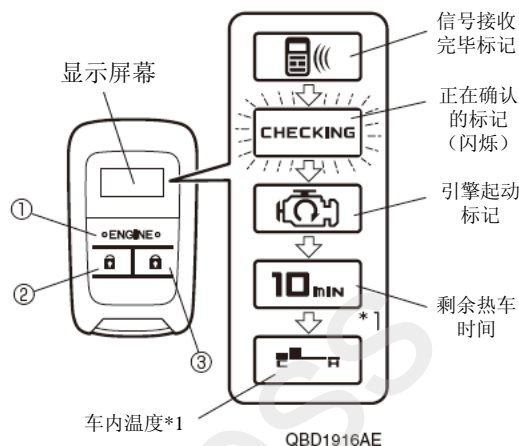 信号接收
完毕标记
显示屏幕
正在确认
的标记
（闪烁）
CHECKING
引擎起动
标记
①
ENGINE
②
③
10 MIN
*1
剩余热车
时间
C H
车内温度*1
QBD1916AE